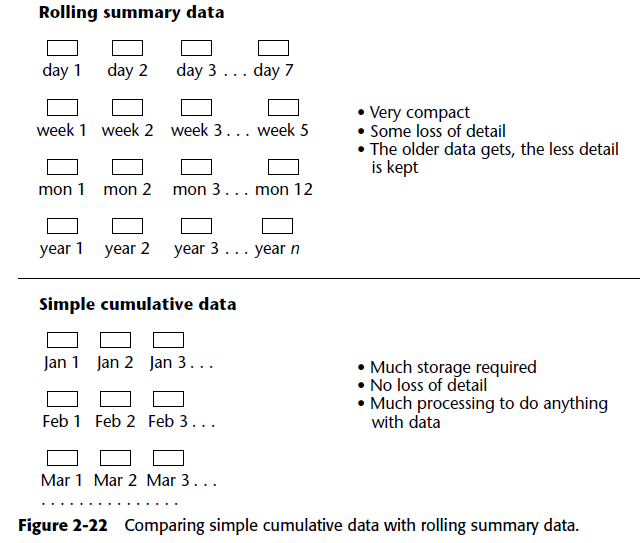 Rolling summary data
day 1 day 2 day 3 . . . day 7
week 1 week 2 week 3 . . . week 5
mon 1 mon 2 mon 3 . . . mon 12
year 1 year 2 year 3 . . . year n
• Very compact
• Some loss of detail
• The older data gets, the less detail
is kept
Simple cumulative data
Jan 1 Jan 2 Jan 3 . . .
Feb 1 Feb 2 Feb 3 . . .
Mar 1 Mar 2 Mar 3 . . .
. . . . . . . . . . . . . . .
• Much storage required
• No loss of detail
• Much processing to do anything
with data
Figure 2-22 Comparing simple cumulative data with rolling summary data.